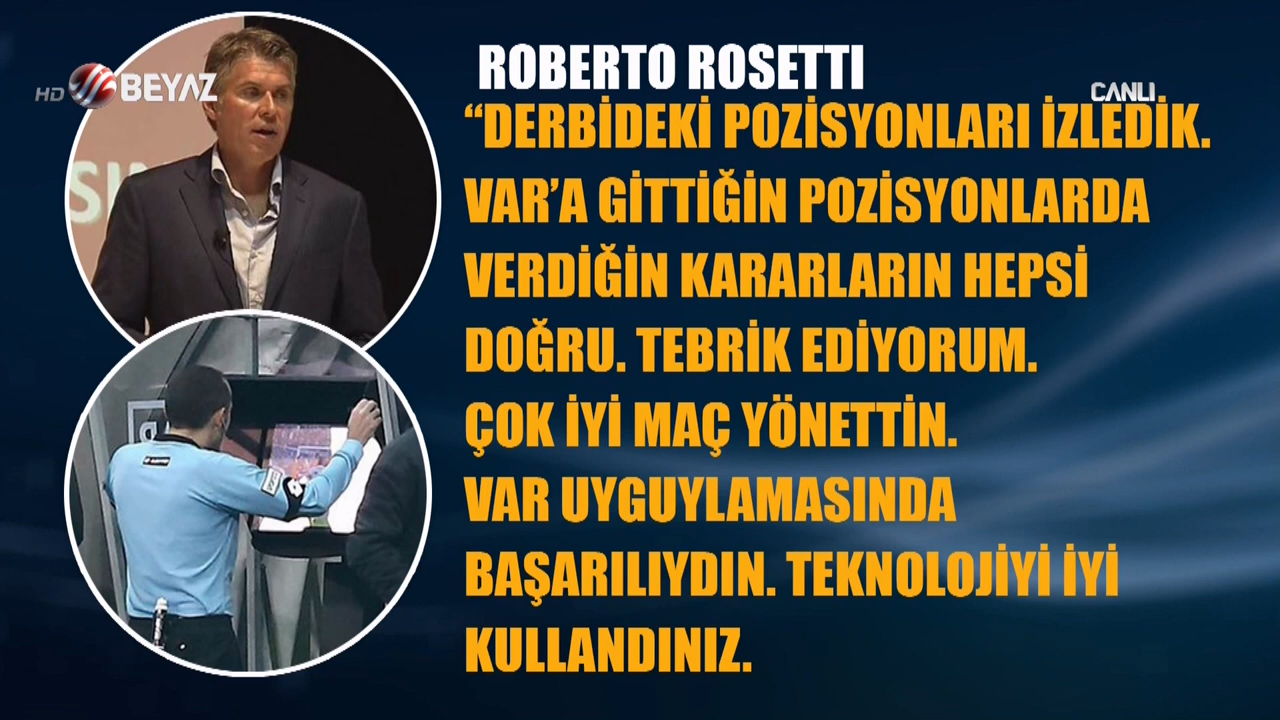 HD BEYAZ
CANLI
ROBERTO ROSETTI
“DERBİDEKİ POZİSYONLARI İZLEDİK.
VAR’A GİTTİĞİN POZİSYONLARDA
VERDİĞİN KARARLARIN HEPSİ
DOĞRU. TEBRİK EDİYORUM.
ÇOK İYİ MAÇ YÖNETTİN.
VAR UYGUYLAMASINDA
BAŞARILIYDIN. TEKNOLOJİYİ İYİ
KULLANDINIZ.